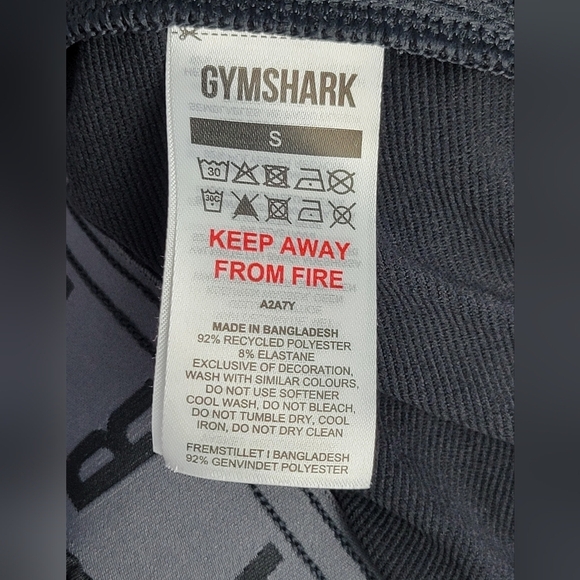 GYMSHARK
S
30
30C
KEEP AWAY
FROM FIRE
A2A7Y
MADE IN BANGLADESH
92% RECYCLED POLYESTER
8% ELASTANE
EXCLUSIVE OF DECORATION,
WASH WITH SIMILAR COLOURS,
DO NOT USE SOFTENER
COOL WASH, DO NOT BLEACH,
DO NOT TUMBLE DRY, COOL
IRON, DO NOT DRY CLEAN
FREMSTILLET I BANGLADESH
92% GENVINDET POLYESTER